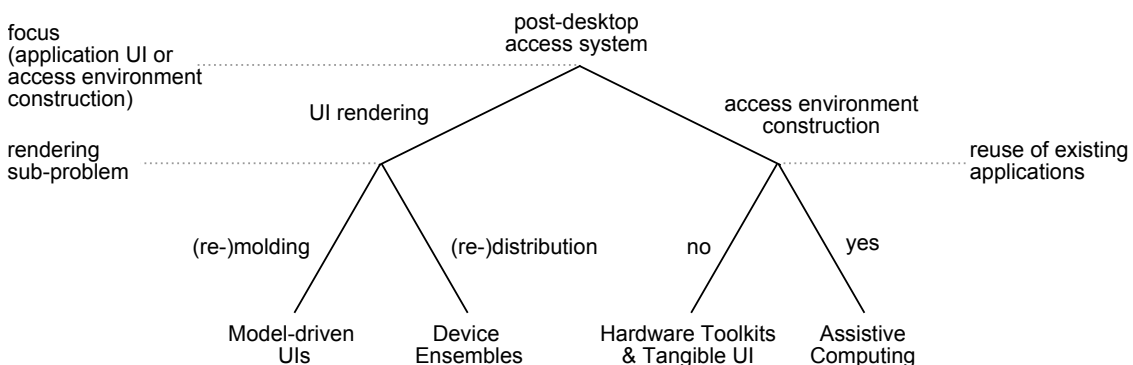 post-desktop
access system
focus
(application UI or
access environment
construction)
UI rendering
access environment
construction
rendering
sub-problem
reuse of existing
applications
(re-)molding
(re-)distribution
no
yes
Model-driven
UIs
Device
Ensembles
Hardware Toolkits
& Tangible UI
Assistive
Computing